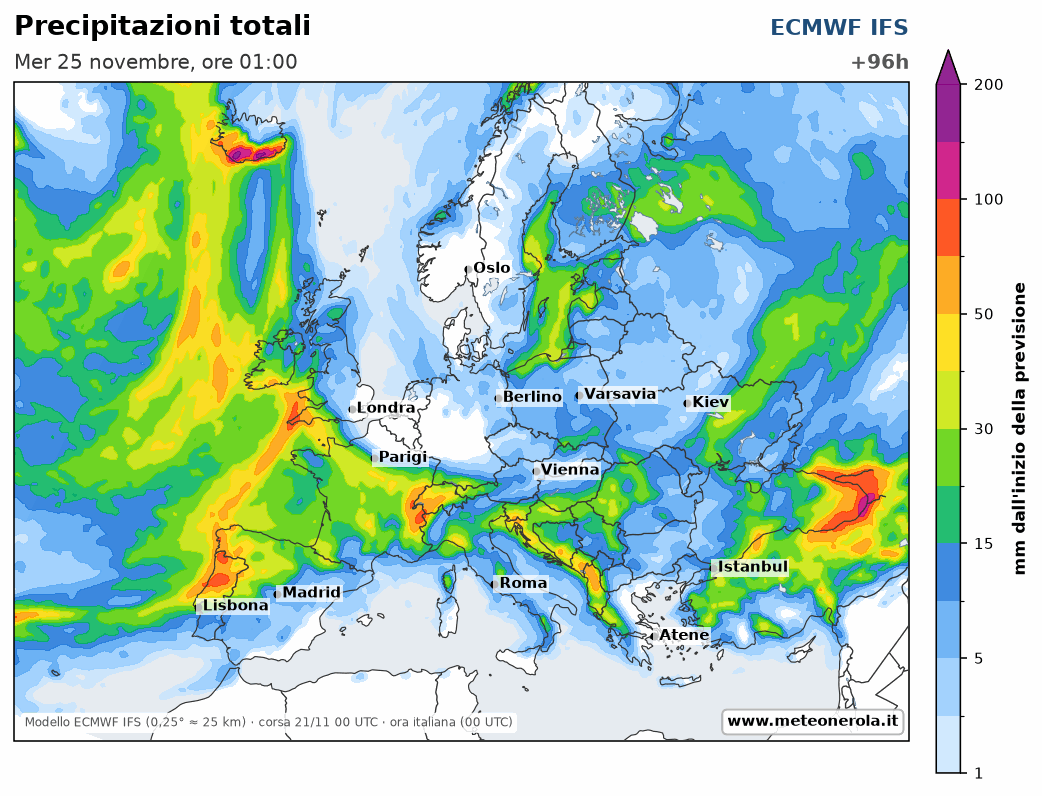 Precipitazioni totali
ECMWF IFS
Mer 25 novembre, ore 01:00
+96h
200
100
50
30
15
5
1
mm dall'inizio della previsione
Oslo
Berlino
Varsavia
Kiev
Londra
Parigi
Vienna
Istanbul
Roma
Madrid
Lisbona
Atene
Modello ECMWF IFS (0,25° ≈ 25 km) · corsa 21/11 00 UTC · ora italiana (00 UTC)
www.meteonerola.it